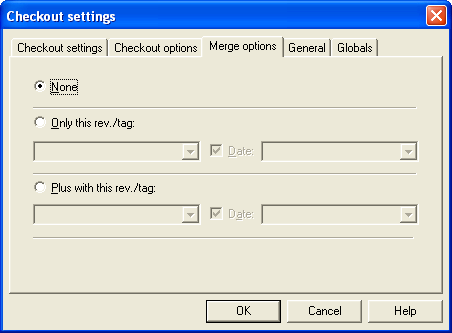 Checkout settings
Checkout settings Checkout options Merge options General Globals
None
Only this rev./tag:
Date:
Plus with this rev./tag:
Date:
OK Cancel Help